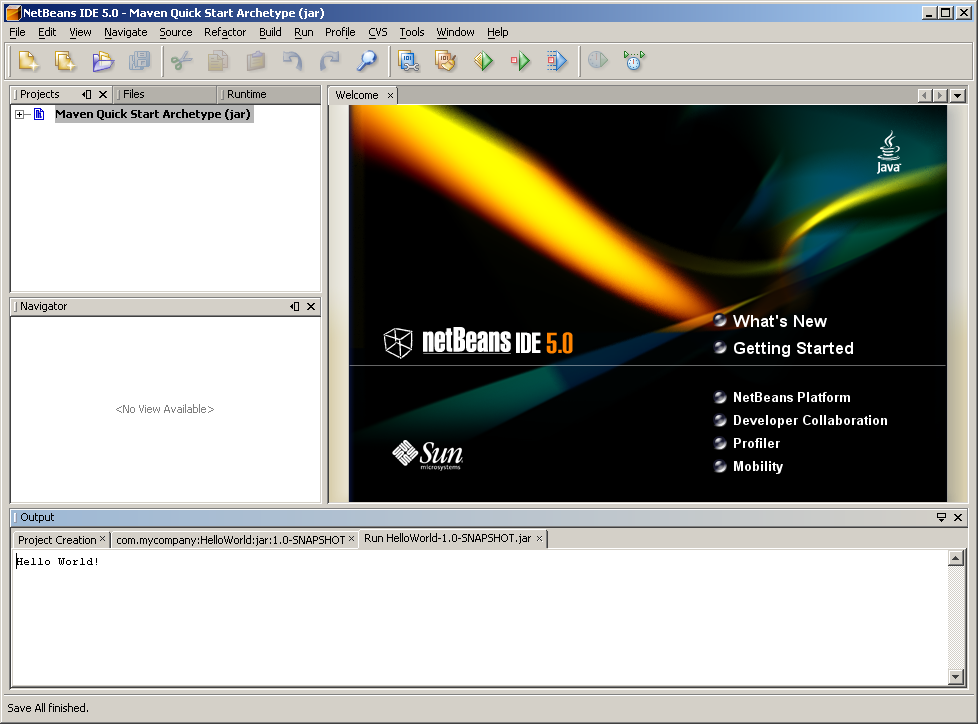 NetBeans IDE 5.0 - Maven Quick Start Archetype (jar)
File Edit View Navigate Source Refactor Build Run Profile CVS Tools Window Help
Projects Files Runtime
Maven Quick Start Archetype (jar)
Navigator
<No View Available>
Welcome
Java
What's New
Getting Started
netBeans IDE 5.0
NetBeans Platform
Developer Collaboration
Profiler
Mobility
Sun
microsystems
Output
Project Creation com.mycompany:HelloWorld:jar:1.0-SNAPSHOT Run HelloWorld-1.0-SNAPSHOT.jar
Hello World!
Save All finished.